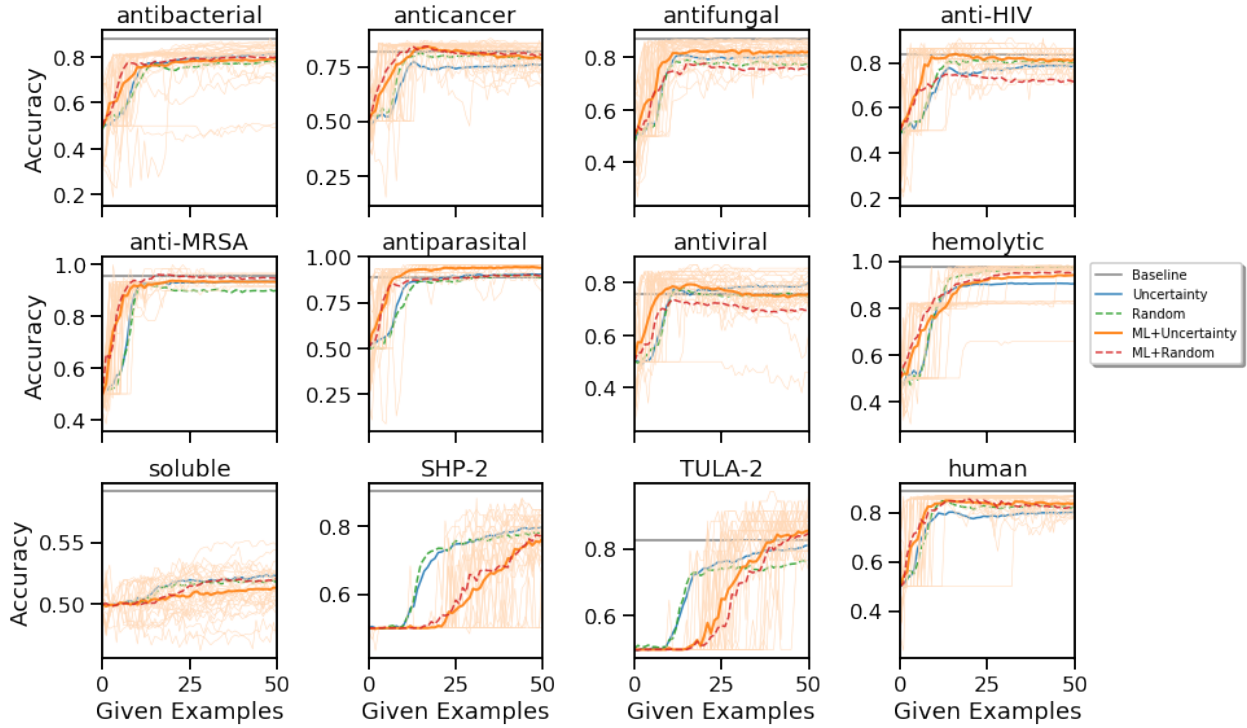 antibacterial anticancer antifungal anti-HIV
Accuracy
0.8
0.6
0.4
0.2
0.75
0.50
0.25
0.8
0.6
0.4
0.8
0.6
0.4
0.2
anti-MRSA antiparasital antiviral hemolytic
Accuracy
1.0
0.8
0.6
0.4
1.00
0.75
0.50
0.25
0.8
0.6
0.4
1.0
0.8
0.6
0.4
Baseline
Uncertainty
Random
ML+Uncertainty
ML+Random
soluble SHP-2 TULA-2 human
Accuracy
0.55
0.50
0.8
0.6
0.8
0.6
0.8
0.6
0.4
0 25 50 0 25 50 0 25 50 0 25 50
Given Examples Given Examples Given Examples Given Examples